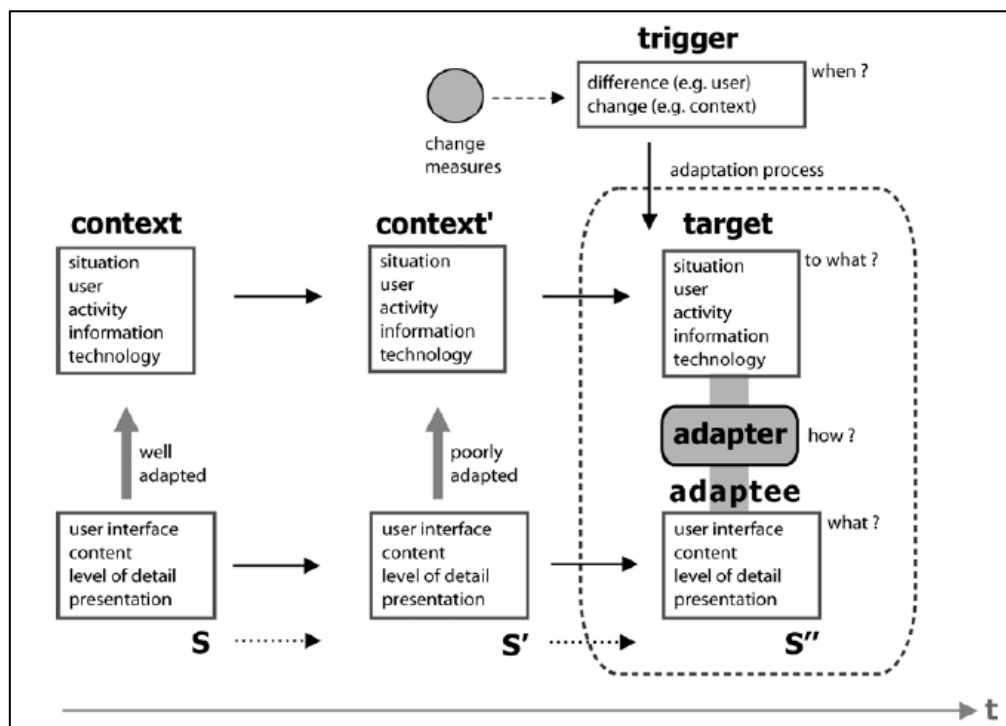 trigger
difference (e.g. user)
change (e.g. context)
when ?
change
measures
adaptation process
context
situation
user
activity
information
technology
context'
situation
user
activity
information
technology
target
situation
user
activity
information
technology
to what ?
well
adapted
poorly
adapted
adapter
how ?
adaptee
user interface
content
level of detail
presentation
user interface
content
level of detail
presentation
user interface
content
level of detail
presentation
what ?
S
S'
S''
t